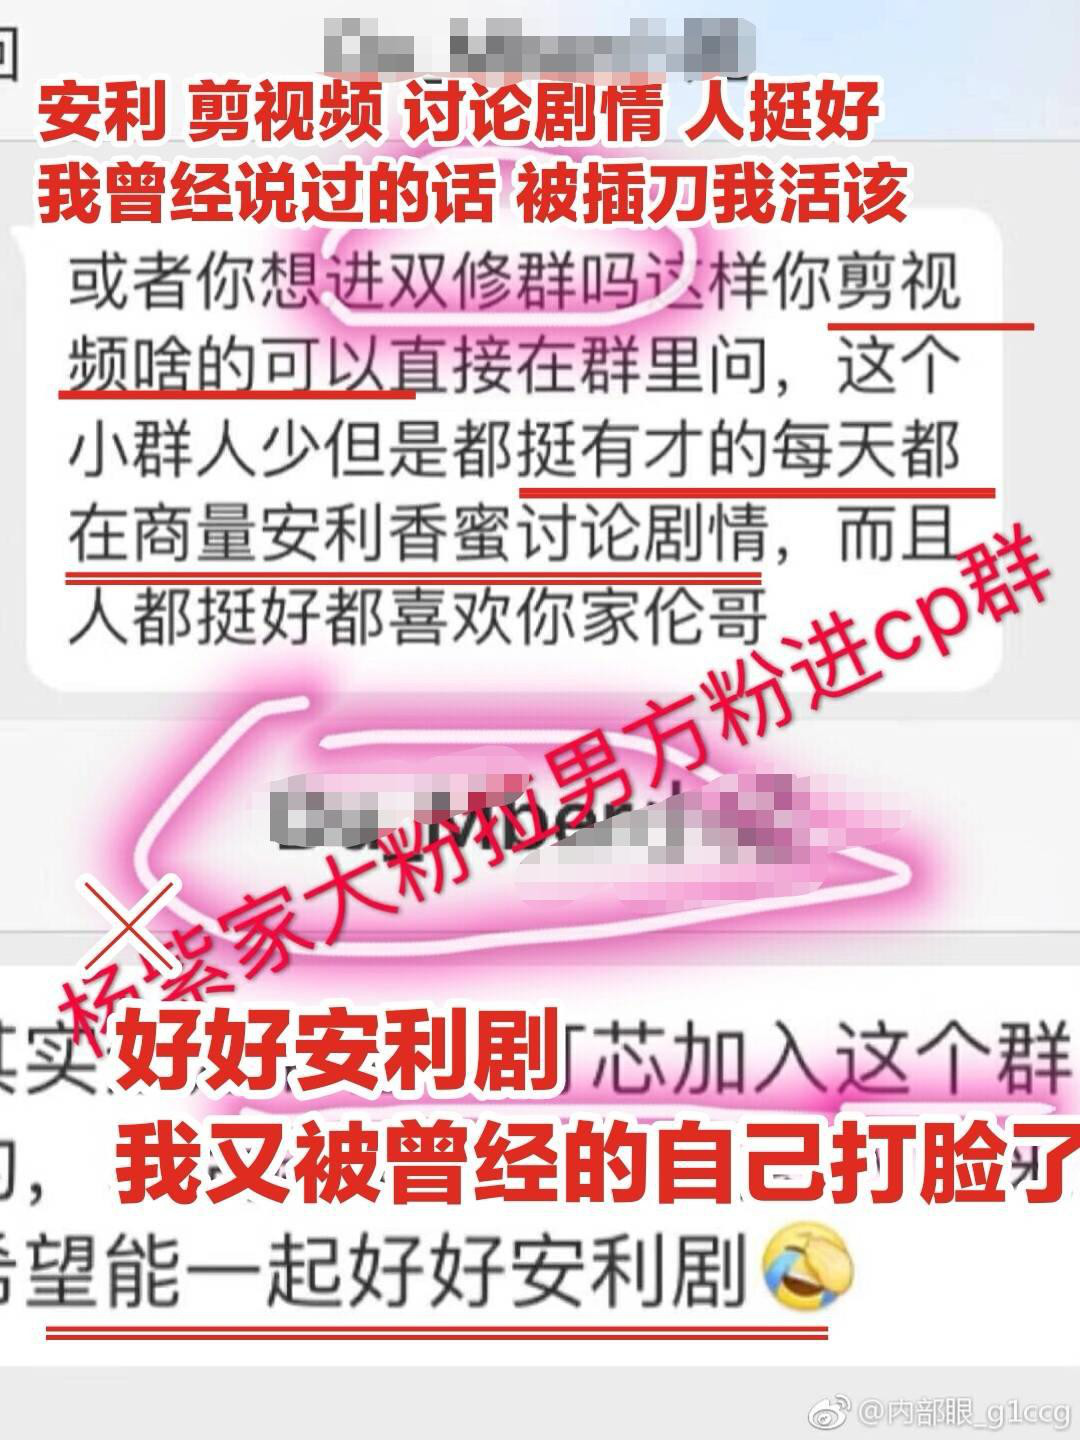 回
安利 剪视频 讨论剧情 人挺好
我曾经说过的话 被插刀我活该
或者你想进双修群吗这样你剪视
频啥的可以直接在群里问，这个
小群人少但是都挺有才的每天都
在商量安利香蜜讨论剧情，而且
人都挺好都喜欢你家伦哥
杨紫家大粉拉男方粉进cp群
其实
好好安利剧
芯加入这个群
我又被曾经的自己打脸了
希望能一起好好安利剧😂
@内部眼_g1ccg